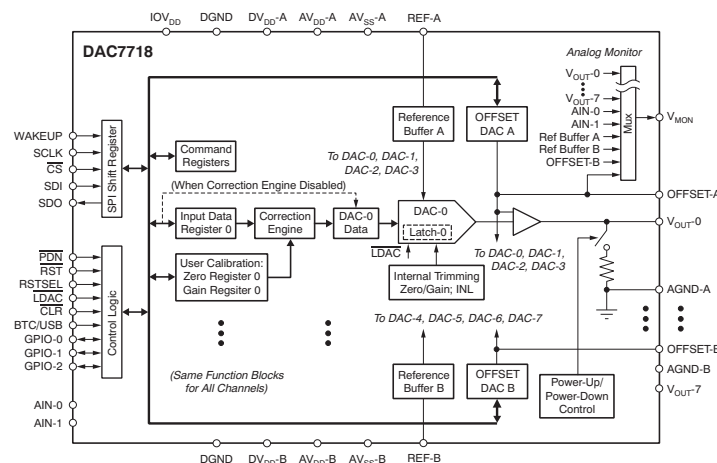 IOVDD DGND DVDD-A AVDD-A AVSS-A REF-A
DAC7718
Analog Monitor
VOUT-0
VOUT-7
AIN-0
AIN-1
Ref Buffer A
Ref Buffer B
OFFSET-B
Mux
VMON
Reference
Buffer A
OFFSET
DAC A
WAKEUP
SCLK
CS
SDI
SDO
SPI Shift Register
Command
Registers
To DAC-0, DAC-1,
DAC-2, DAC-3
(When Correction Engine Disabled)
OFFSET-A
Input Data
Register 0
Correction
Engine
DAC-0
Data
DAC-0
Latch-0
VOUT-0
LDAC
To DAC-0, DAC-1,
DAC-2, DAC-3
User Calibration:
Zero Register 0
Gain Regsiter 0
Internal Trimming
Zero/Gain; INL
PDN
RST
RSTSEL
LDAC
CLR
BTC/USB
GPIO-0
GPIO-1
GPIO-2
Control Logic
AGND-A
To DAC-4, DAC-5, DAC-6, DAC-7
(Same Function Blocks
for All Channels)
Reference
Buffer B
OFFSET
DAC B
Power-Up/
Power-Down
Control
OFFSET-B
AGND-B
VOUT-7
AIN-0
AIN-1
DGND DVDD-B AVDD-B AVSS-B REF-B